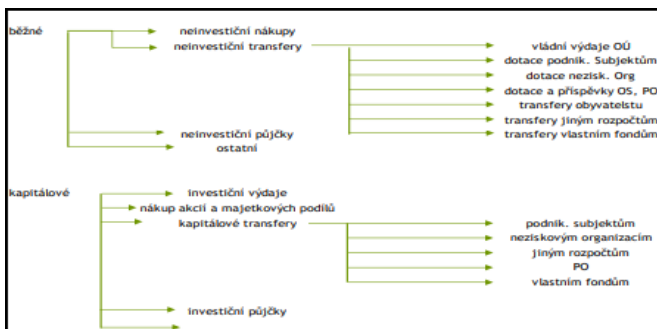 běžné
neinvestiční nákupy
neinvestiční transfery
vládní výdaje OÚ
dotace podnik. Subjektům
dotace nezisk. Org
dotace a příspěvky OS, PO
transfery obyvatelstu
transfery jiným rozpočtům
transfery vlastním fondům
neinvestiční půjčky
ostatní
kapitálové
investiční výdaje
nákup akcií a majetkových podílů
kapitálové transfery
podnik. subjektům
neziskovým organizacím
jiným rozpočtům
PO
vlastním fondům
investiční půjčky